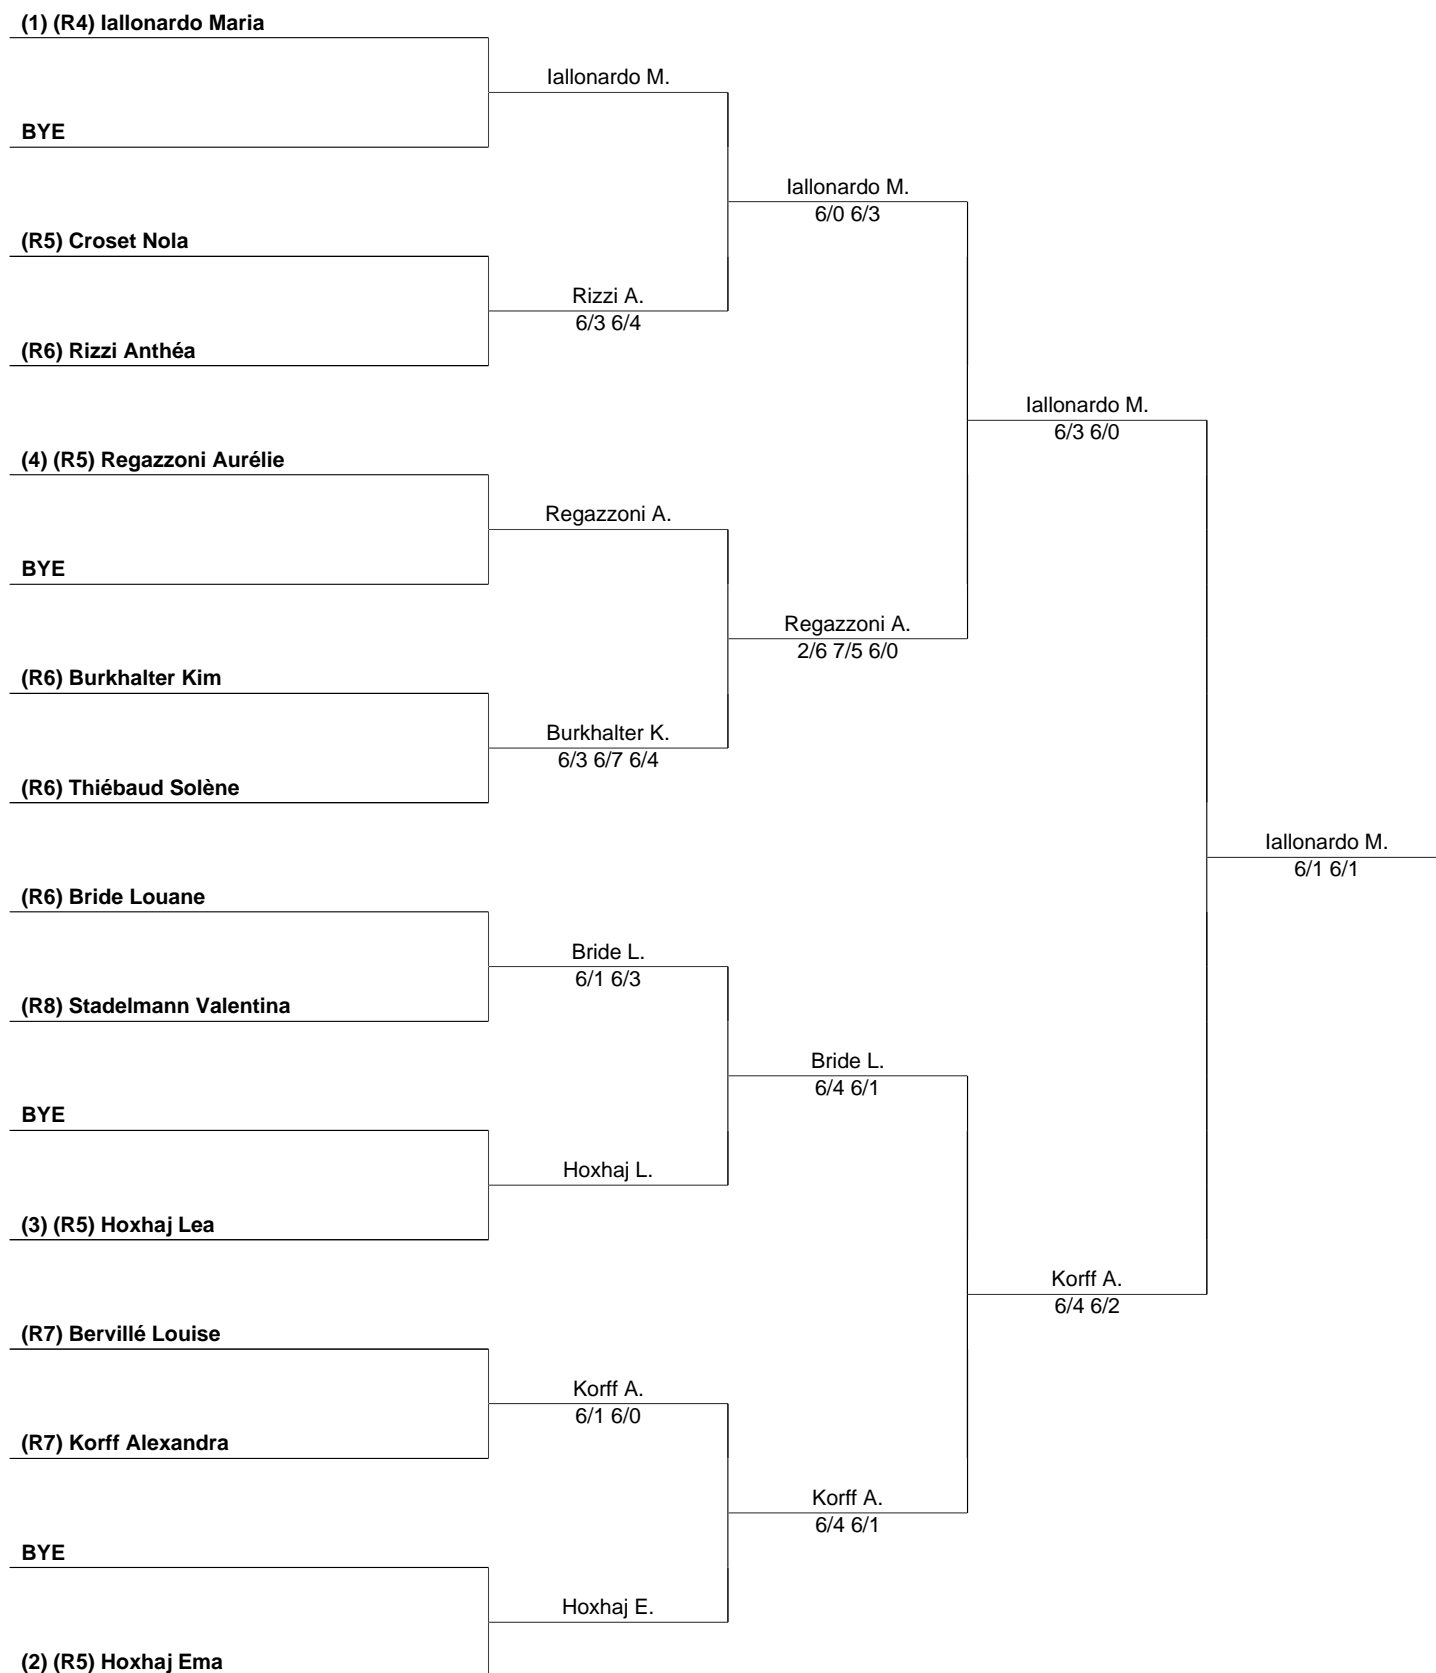 (1) (R4) Iallonardo Maria
Iallonardo M.
BYE
Iallonardo M.
6/0 6/3
(R5) Croset Nola
Rizzi A.
6/3 6/4
(R6) Rizzi Anthéa
Iallonardo M.
6/3 6/0
(4) (R5) Regazzoni Aurélie
Regazzoni A.
BYE
Regazzoni A.
2/6 7/5 6/0
(R6) Burkhalter Kim
Burkhalter K.
6/3 6/7 6/4
(R6) Thiébaud Solène
Iallonardo M.
6/1 6/1
(R6) Bride Louane
Bride L.
6/1 6/3
(R8) Stadelmann Valentina
Bride L.
6/4 6/1
BYE
Hoxhaj L.
(3) (R5) Hoxhaj Lea
Korff A.
6/4 6/2
(R7) Bervillé Louise
Korff A.
6/1 6/0
(R7) Korff Alexandra
Korff A.
6/4 6/1
BYE
Hoxhaj E.
(2) (R5) Hoxhaj Ema